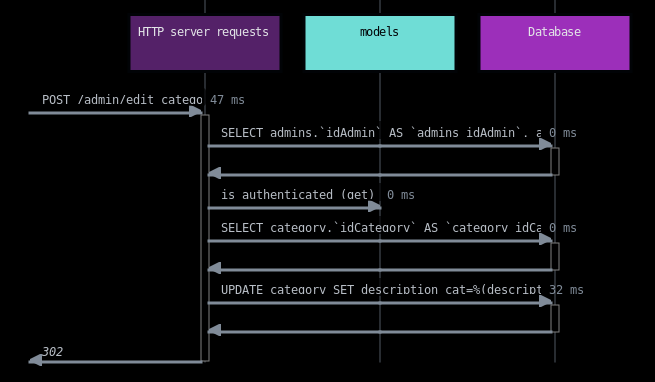 HTTP server requests
models
Database
POST /admin/edit catego 47 ms
SELECT admins.`idAdmin` AS `admins idAdmin`, a 0 ms
is authenticated (get) 0 ms
SELECT category.`idCategory` AS `category idCa 0 ms
UPDATE category SET description cat=%(descript 32 ms
302